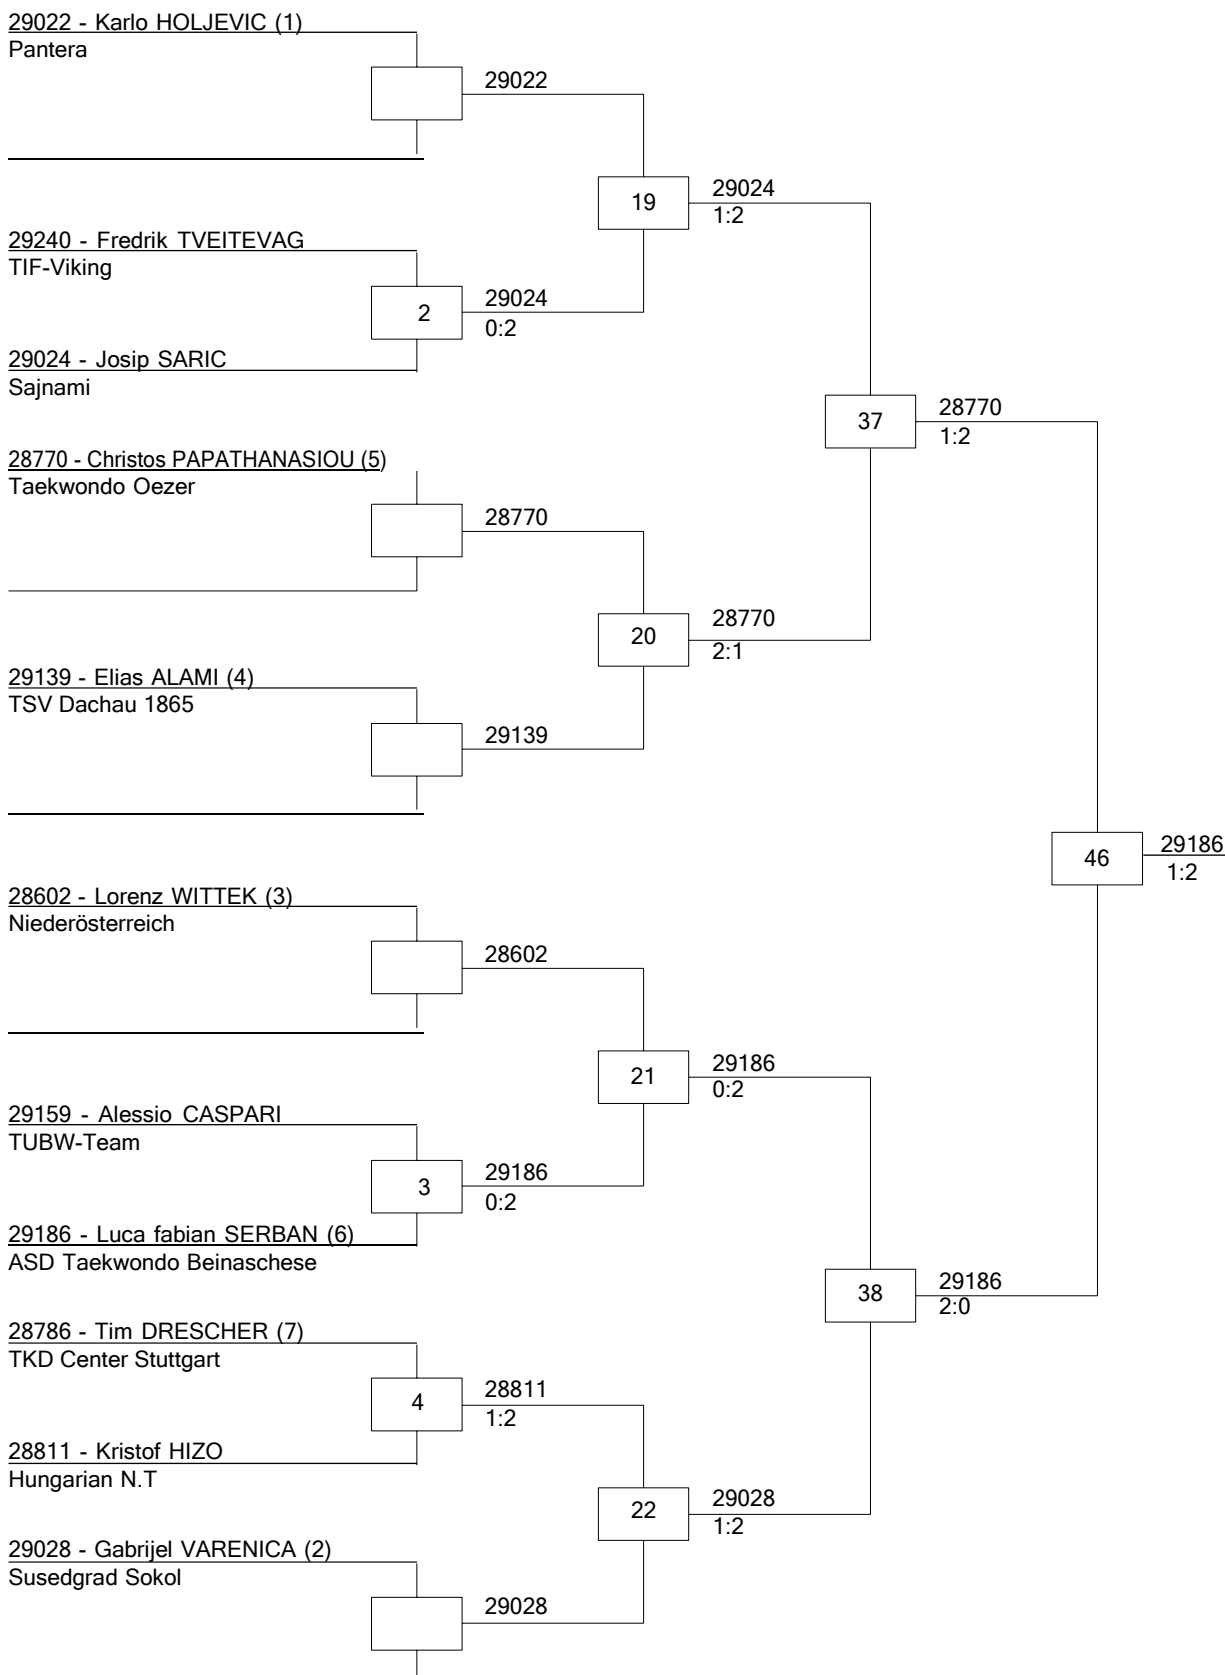 29022 - Karlo HOLJEVIC (1)
Pantera
29022
19
29024
1:2
29240 - Fredrik TVEITEVAG
TIF-Viking
2
29024
0:2
29024 - Josip SARIC
Sajnami
37
28770
1:2
28770 - Christos PAPATHANASIOU (5)
Taekwondo Oezer
28770
20
28770
2:1
29139 - Elias ALAMI (4)
TSV Dachau 1865
29139
46
29186
1:2
28602 - Lorenz WITTEK (3)
Niederösterreich
28602
21
29186
0:2
29159 - Alessio CASPARI
TUBW-Team
3
29186
0:2
29186 - Luca fabian SERBAN (6)
ASD Taekwondo Beinaschese
38
29186
2:0
28786 - Tim DRESCHER (7)
TKD Center Stuttgart
4
28811
1:2
28811 - Kristof HIZO
Hungarian N.T
22
29028
1:2
29028 - Gabrijel VARENICA (2)
Susedgrad Sokol
29028